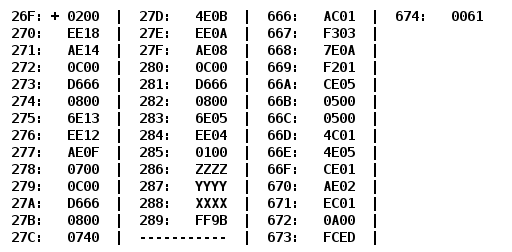 26F: + 0200 | 27D: 4E0B | 666: AC01 | 674: 0061
270: EE18 | 27E: EE0A | 667: F303 |
271: AE14 | 27F: AE08 | 668: 7E0A |
272: 0C00 | 280: 0C00 | 669: F201 |
273: D666 | 281: D666 | 66A: CE05 |
274: 0800 | 282: 0800 | 66B: 0500 |
275: 6E13 | 283: 6E05 | 66C: 0500 |
276: EE12 | 284: EE04 | 66D: 4C01 |
277: AE0F | 285: 0100 | 66E: 4E05 |
278: 0700 | 286: ZZZZ | 66F: CE01 |
279: 0C00 | 287: YYYY | 670: AE02 |
27A: D666 | 288: XXXX | 671: EC01 |
27B: 0800 | 289: FF9B | 672: 0A00 |
27C: 0740 | ----------- | 673: FCED |